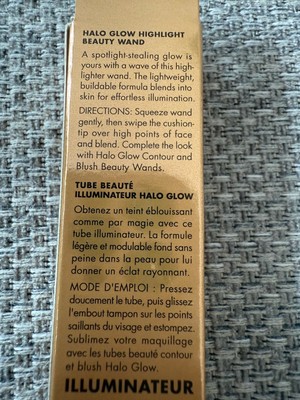 HALO GLOW HIGHLIGHT
BEAUTY WAND
A spotlight-stealing glow is
yours with a wave of this high-
lighter wand. The lightweight,
buildable formula blends into
skin for effortless illumination.
DIRECTIONS: Squeeze wand
gently, then swipe the cushion-
tip over high points of face
and blend. Complete the look
with Halo Glow Contour and
Blush Beauty Wands.
TUBE BEAUTÉ
ILLUMINATEUR HALO GLOW
Obtenez un teint éblouissant
comme par magie avec ce
tube illuminateur. La formule
légère et modulable fond sans
peine dans la peau pour lui
donner un éclat rayonnant.
MODE D'EMPLOI : Pressez
doucement le tube, puis glissez
l'embout tampon sur les points
saillants du visage et estompez.
Sublimez votre maquillage
avec les tubes beauté contour
et blush Halo Glow.
ILLUMINATEUR